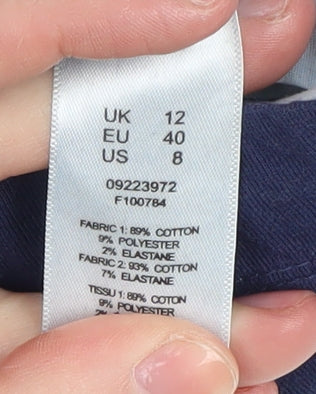 UK 12
EU 40
US 8
09223972
F100784
FABRIC 1: 89% COTTON
9% POLYESTER
2% ELASTANE
FABRIC 2: 93% COTTON
7% ELASTANE
TISSU 1: 89% COTON
9% POLYESTER